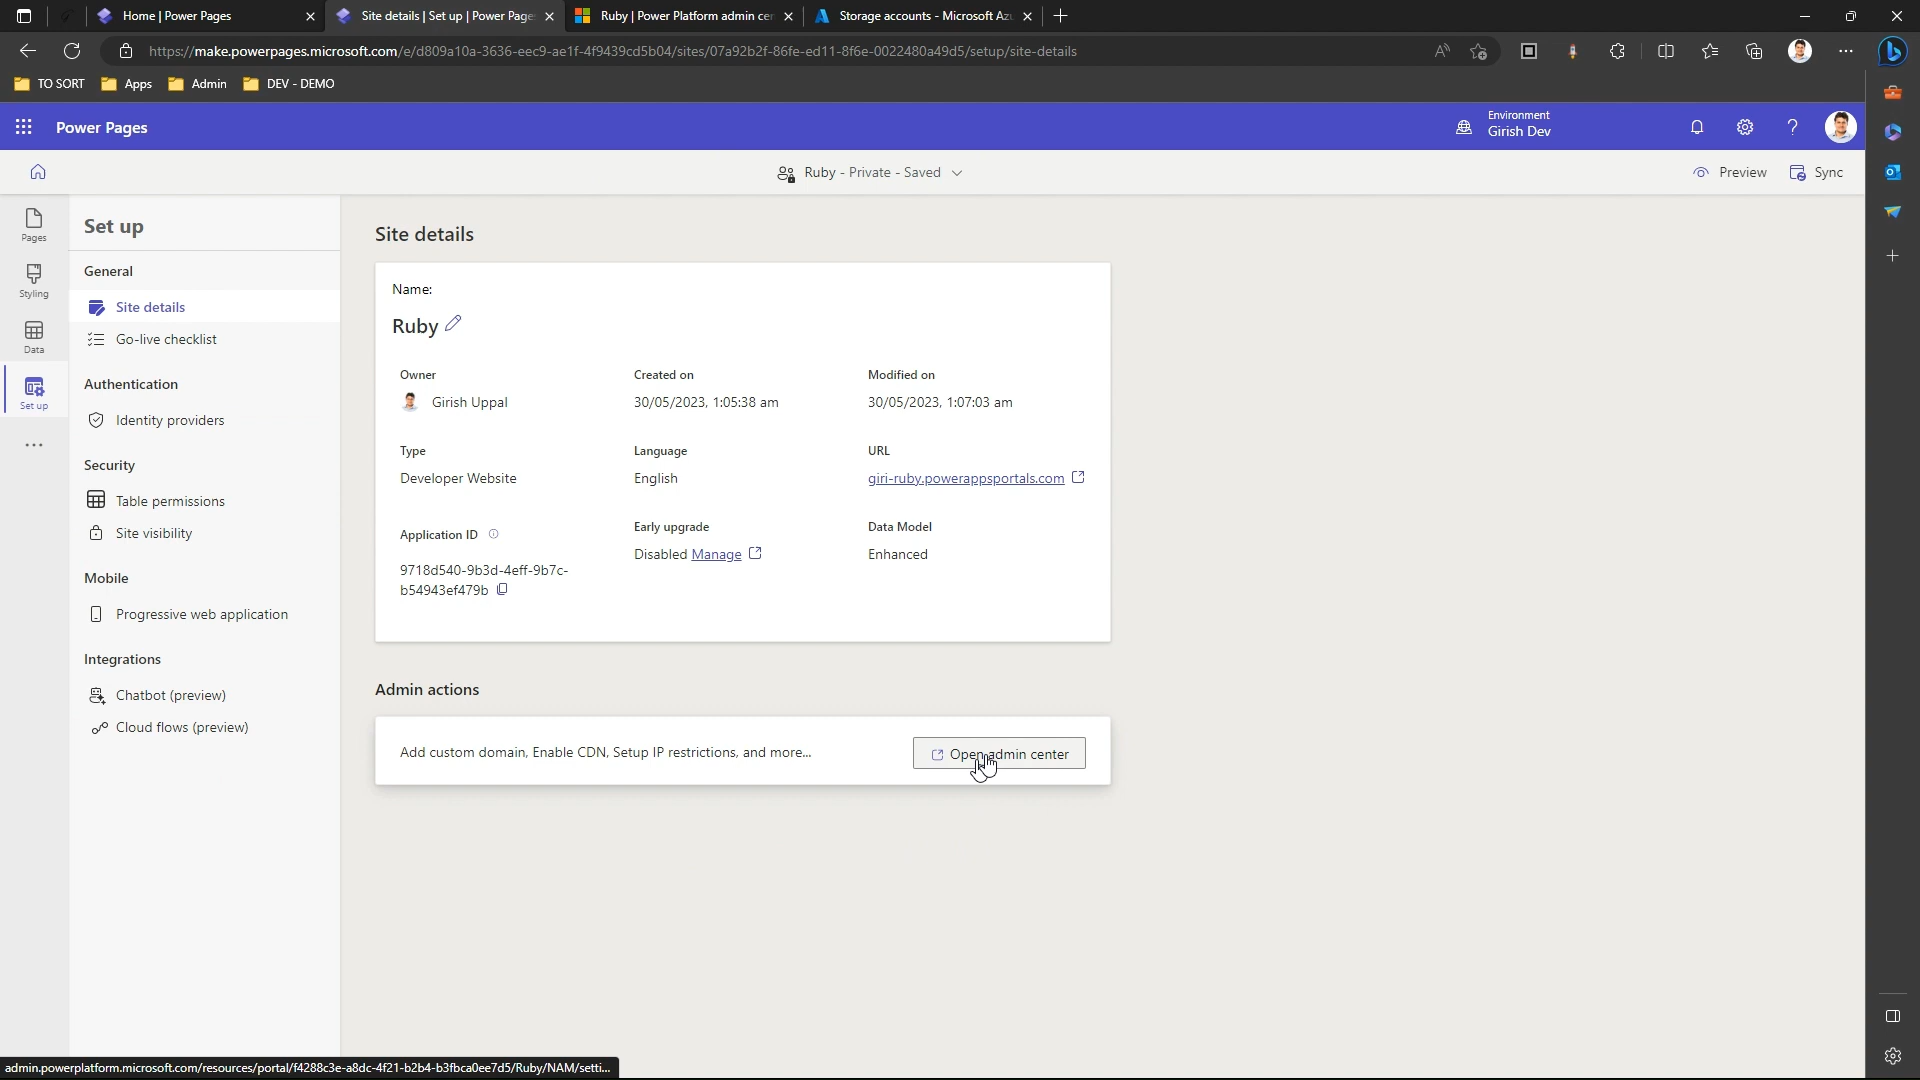 Home | Power Pages
Site details | Set up | Power Page
Ruby | Power Platform admin cen
Storage accounts - Microsoft Azu
https://make.powerpages.microsoft.com/e/d809a10a-3636-eec9-ae1f-4f9439cd5b04/sites/07a92b2f-86fe-ed11-8f6e-0022480a49d5/setup/site-details
TO SORT
Apps
Admin
DEV - DEMO
Power Pages
Environment
Girish Dev
Ruby - Private - Saved
Preview
Sync
Pages
Styling
Data
Set up
Set up
General
Site details
Go-live checklist
Authentication
Identity providers
Security
Table permissions
Site visibility
Mobile
Progressive web application
Integrations
Chatbot (preview)
Cloud flows (preview)
Site details
Name:
Ruby
Owner
Created on
Modified on
Girish Uppal
30/05/2023, 1:05:38 am
30/05/2023, 1:07:03 am
Type
Language
URL
Developer Website
English
giri-ruby.powerappsportals.com
Application ID
Early upgrade
Data Model
9718d540-9b3d-4eff-9b7c-
b54943ef479b
Disabled Manage
Enhanced
Admin actions
Add custom domain, Enable CDN, Setup IP restrictions, and more...
Open admin center
admin.powerplatform.microsoft.com/resources/portal/f4288c3e-a8dc-4f21-b2b4-b3fbca0ee7d5/Ruby/NAM/setti...